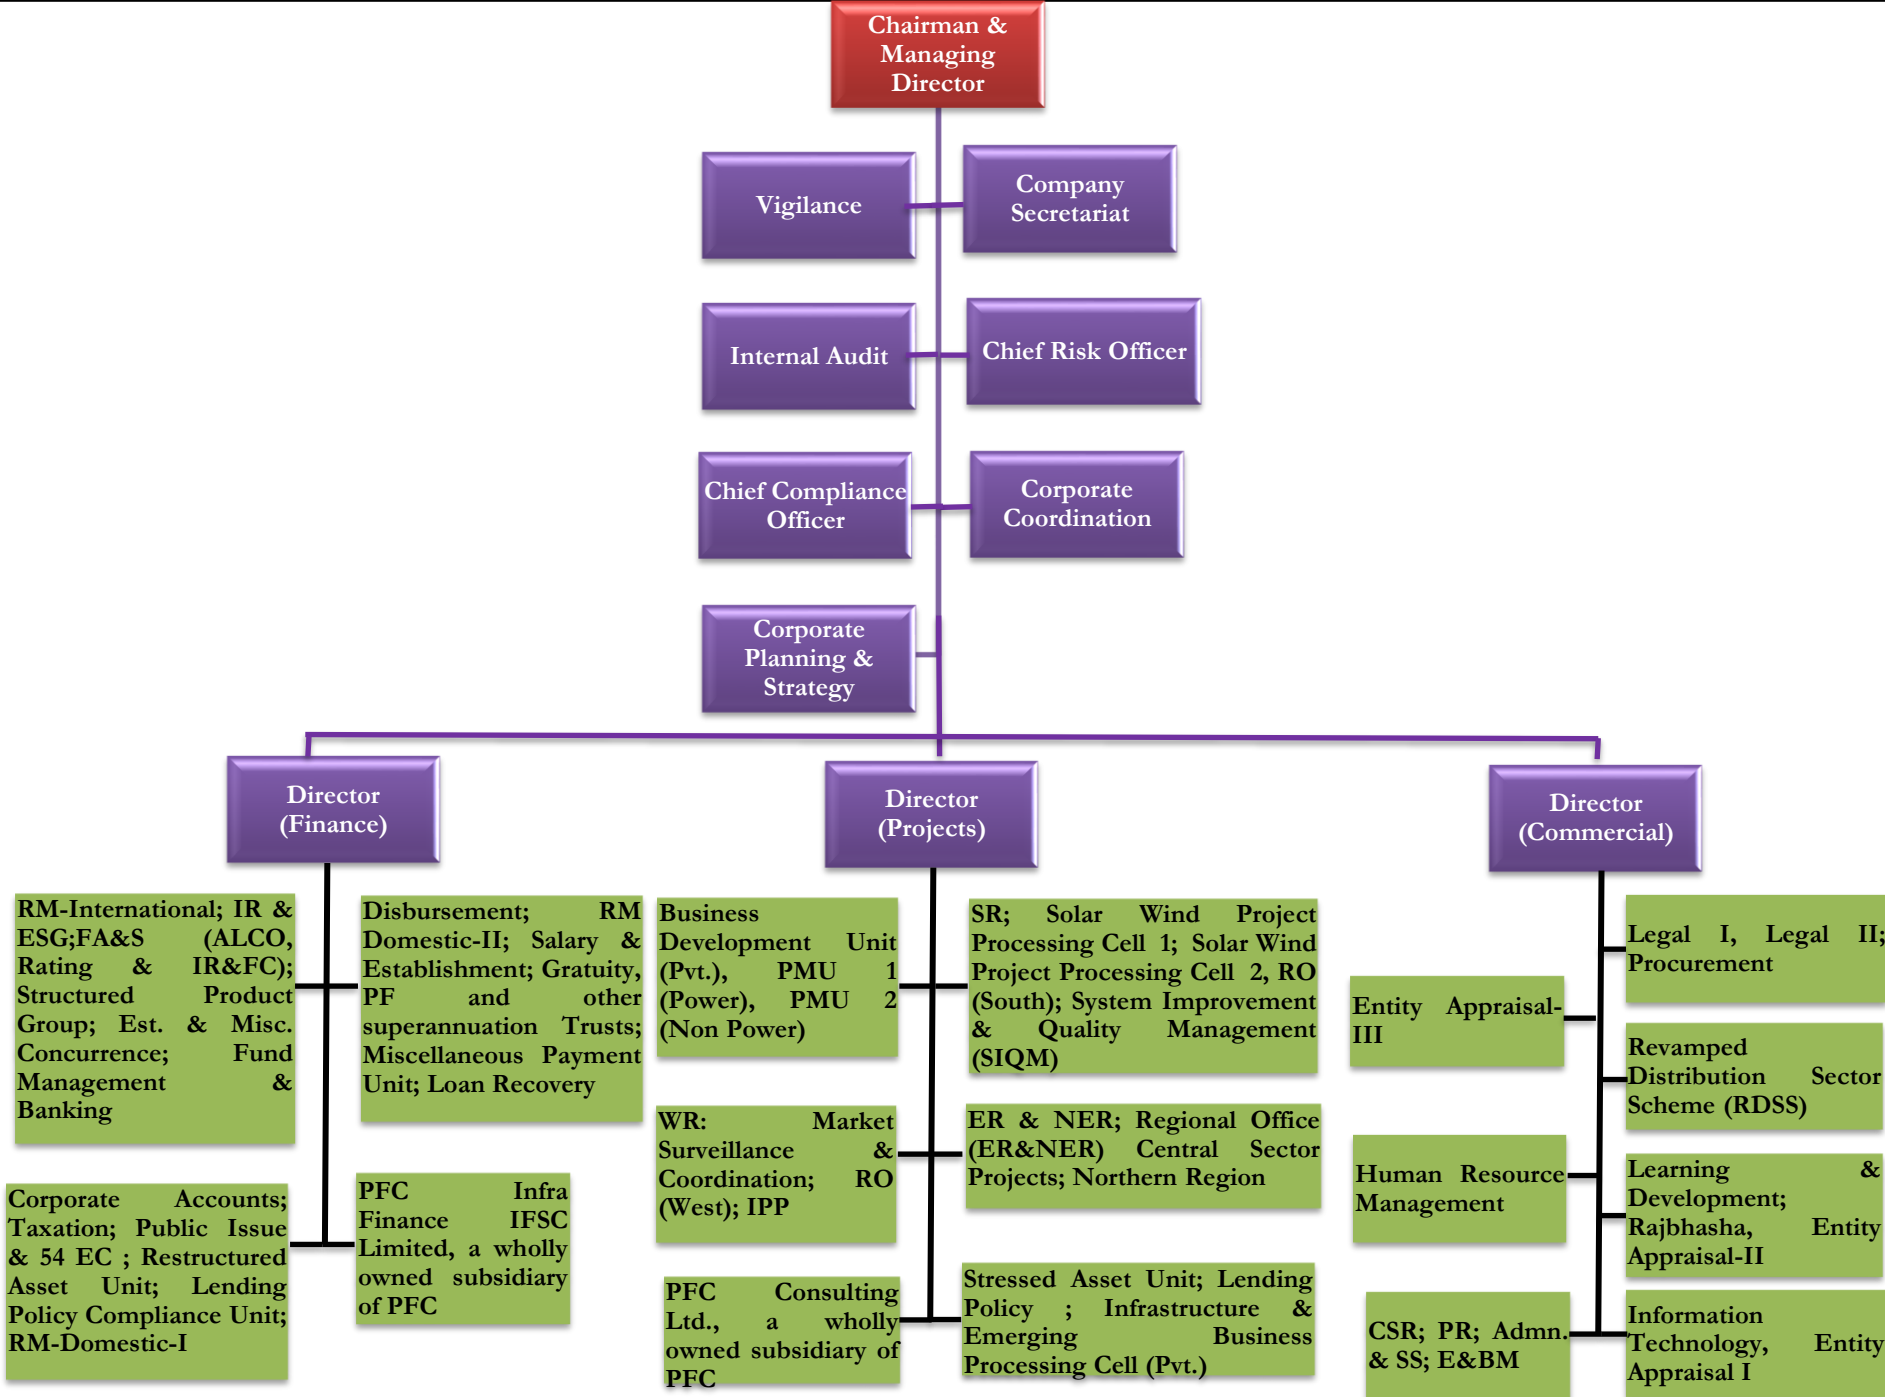 Chairman &
Managing
Director
Vigilance
Company
Secretariat
Internal Audit
Chief Risk Officer
Chief Compliance
Officer
Corporate
Coordination
Corporate
Planning &
Strategy
Director
(Finance)
Director
(Projects)
Director
(Commercial)
RM-International; IR &
ESG;FA&S (ALCO,
Rating & IR&FC);
Structured Product
Group; Est. & Misc.
Concurrence; Fund
Management &
Banking
Disbursement; RM
Domestic-II; Salary &
Establishment; Gratuity,
PF and other
superannuation Trusts;
Miscellaneous Payment
Unit; Loan Recovery
Corporate Accounts;
Taxation; Public Issue
& 54 EC ; Restructured
Asset Unit; Lending
Policy Compliance Unit;
RM-Domestic-I
PFC Infra
Finance IFSC
Limited, a wholly
owned subsidiary
of PFC
Business
Development Unit
(Pvt.), PMU 1
(Power), PMU 2
(Non Power)
SR; Solar Wind Project
Processing Cell 1; Solar Wind
Project Processing Cell 2, RO
(South); System Improvement
& Quality Management
(SIQM)
WR: Market
Surveillance &
Coordination; RO
(West); IPP
ER & NER; Regional Office
(ER&NER) Central Sector
Projects; Northern Region
PFC Consulting
Ltd., a wholly
owned subsidiary of
PFC
Stressed Asset Unit; Lending
Policy ; Infrastructure &
Emerging Business
Processing Cell (Pvt.)
Legal I, Legal II;
Procurement
Entity Appraisal-
III
Revamped
Distribution Sector
Scheme (RDSS)
Human Resource
Management
Learning &
Development;
Rajbhasha, Entity
Appraisal-II
CSR; PR; Admn.
& SS; E&BM
Information
Technology, Entity
Appraisal I